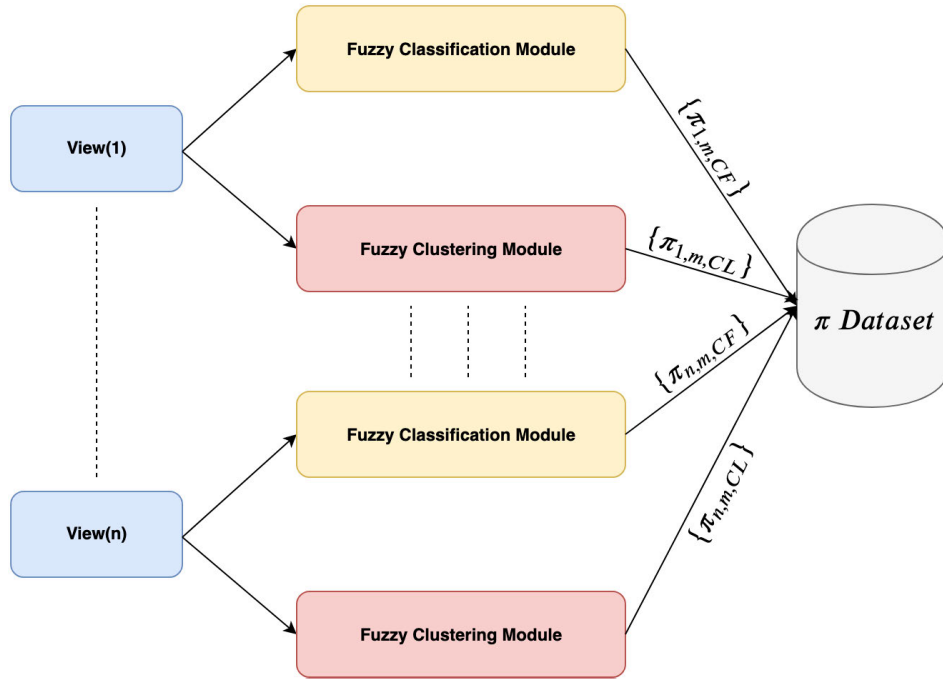 Fuzzy Classification Module
{π1,m,CF}
View(1)
Fuzzy Clustering Module
{π1,m,CL}
π Dataset
{πn,m,CF}
Fuzzy Classification Module
{πn,m,CL}
View(n)
Fuzzy Clustering Module